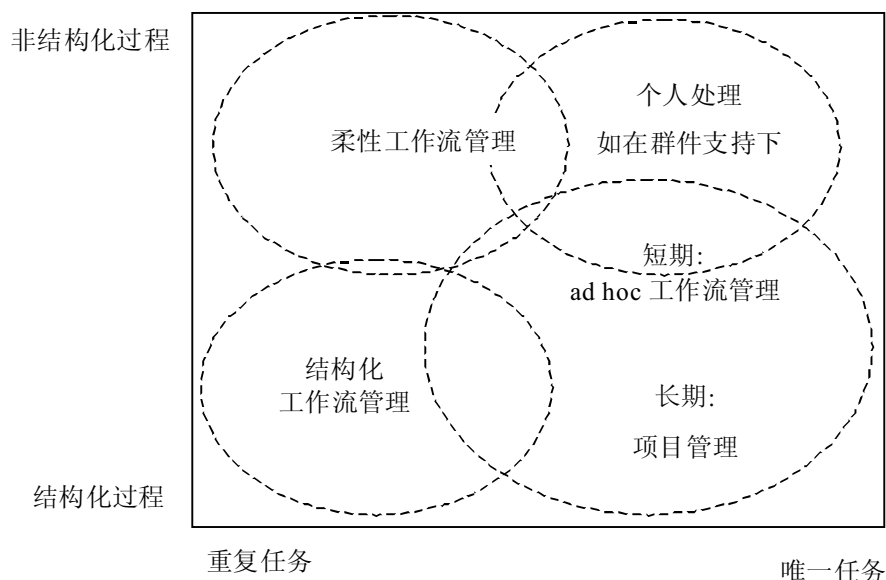 非结构化过程
个人处理
柔性工作流管理
如在群件支持下
短期:
ad hoc 工作流管理
结构化
工作流管理
长期:
项目管理
结构化过程
重复任务
唯一任务